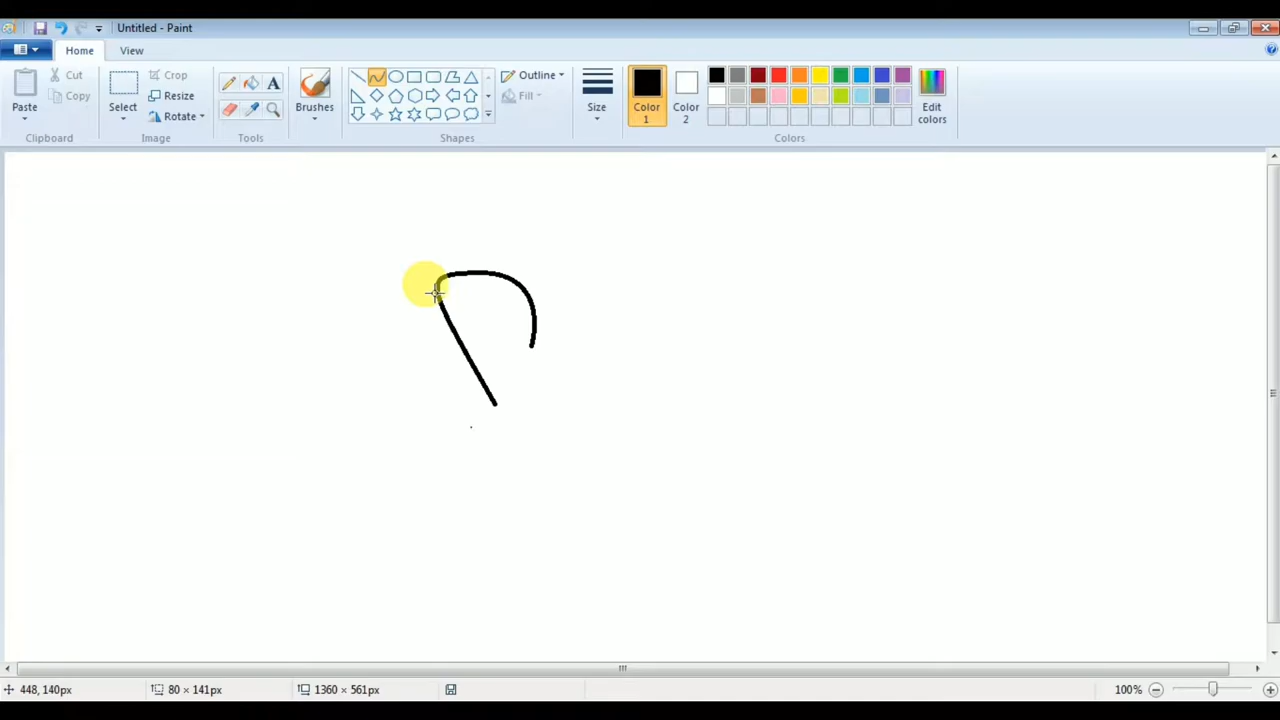 Untitled - Paint
Home View
Paste
Cut
Copy
Clipboard
Select
Crop
Resize
Rotate
Image
A
Tools
Brushes
Outline
Fill
Shapes
Size
Color 1
Color 2
Edit colors
Colors
448, 140px 80 × 141px 1360 × 561px 100%